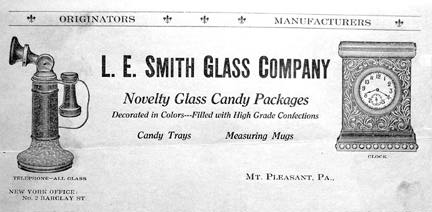 ORIGINATORS MANUFACTURERS
L. E. SMITH GLASS COMPANY
Novelty Glass Candy Packages
Decorated in Colors---Filled with High Grade Confections
Candy Trays Measuring Mugs
TELEPHONE—ALL GLASS
CLOCK
NEW YORK OFFICE:
No. 2 BARCLAY ST.
MT. PLEASANT, PA.,